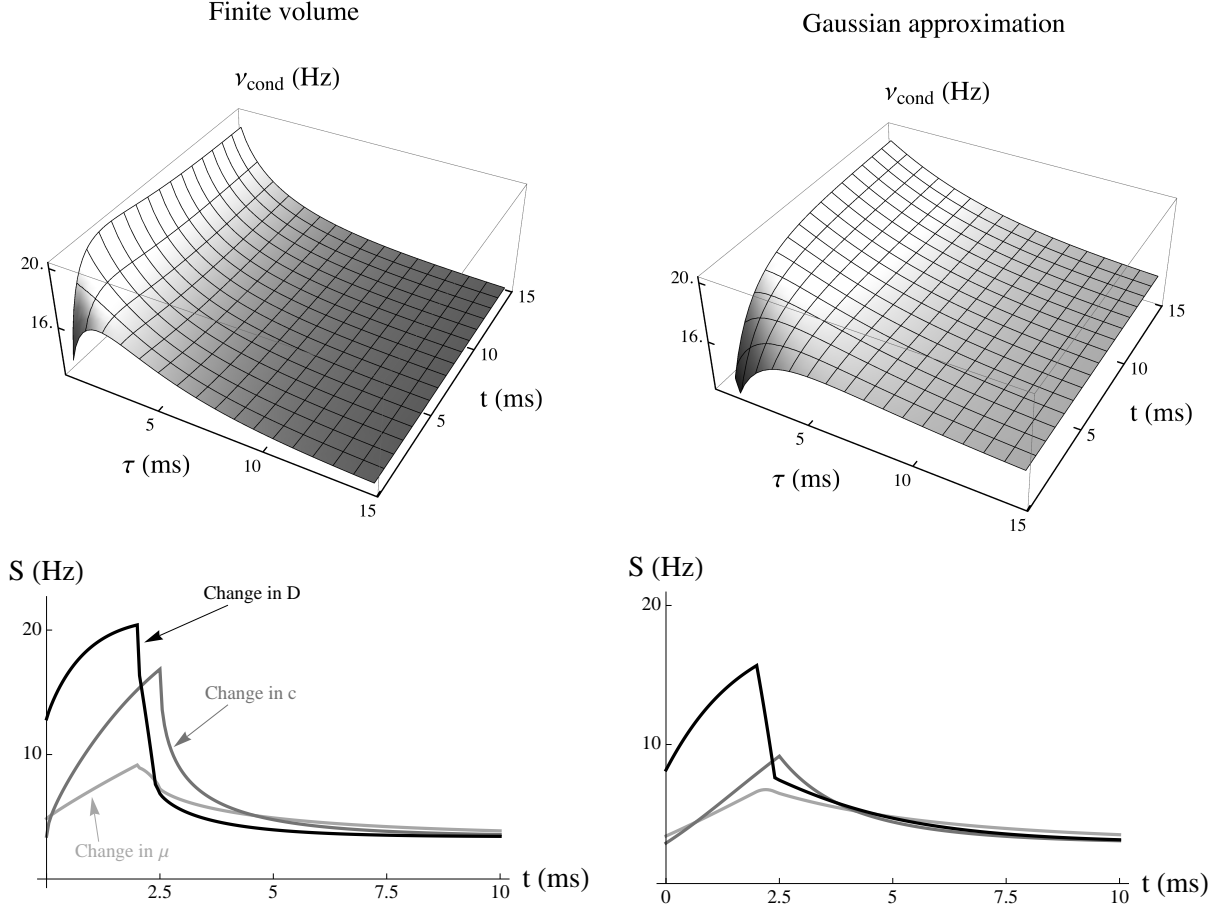 Finite volume
Gaussian approximation
ν_cond (Hz)
ν_cond (Hz)
20.
16.
5
10
15
τ (ms)
5
10
15
t (ms)
20.
16.
5
10
15
τ (ms)
5
10
15
t (ms)
S (Hz)
20
10
Change in D
Change in c
Change in μ
2.5
5
7.5
10
t (ms)
S (Hz)
20
10
0
2.5
5
7.5
10
t (ms)